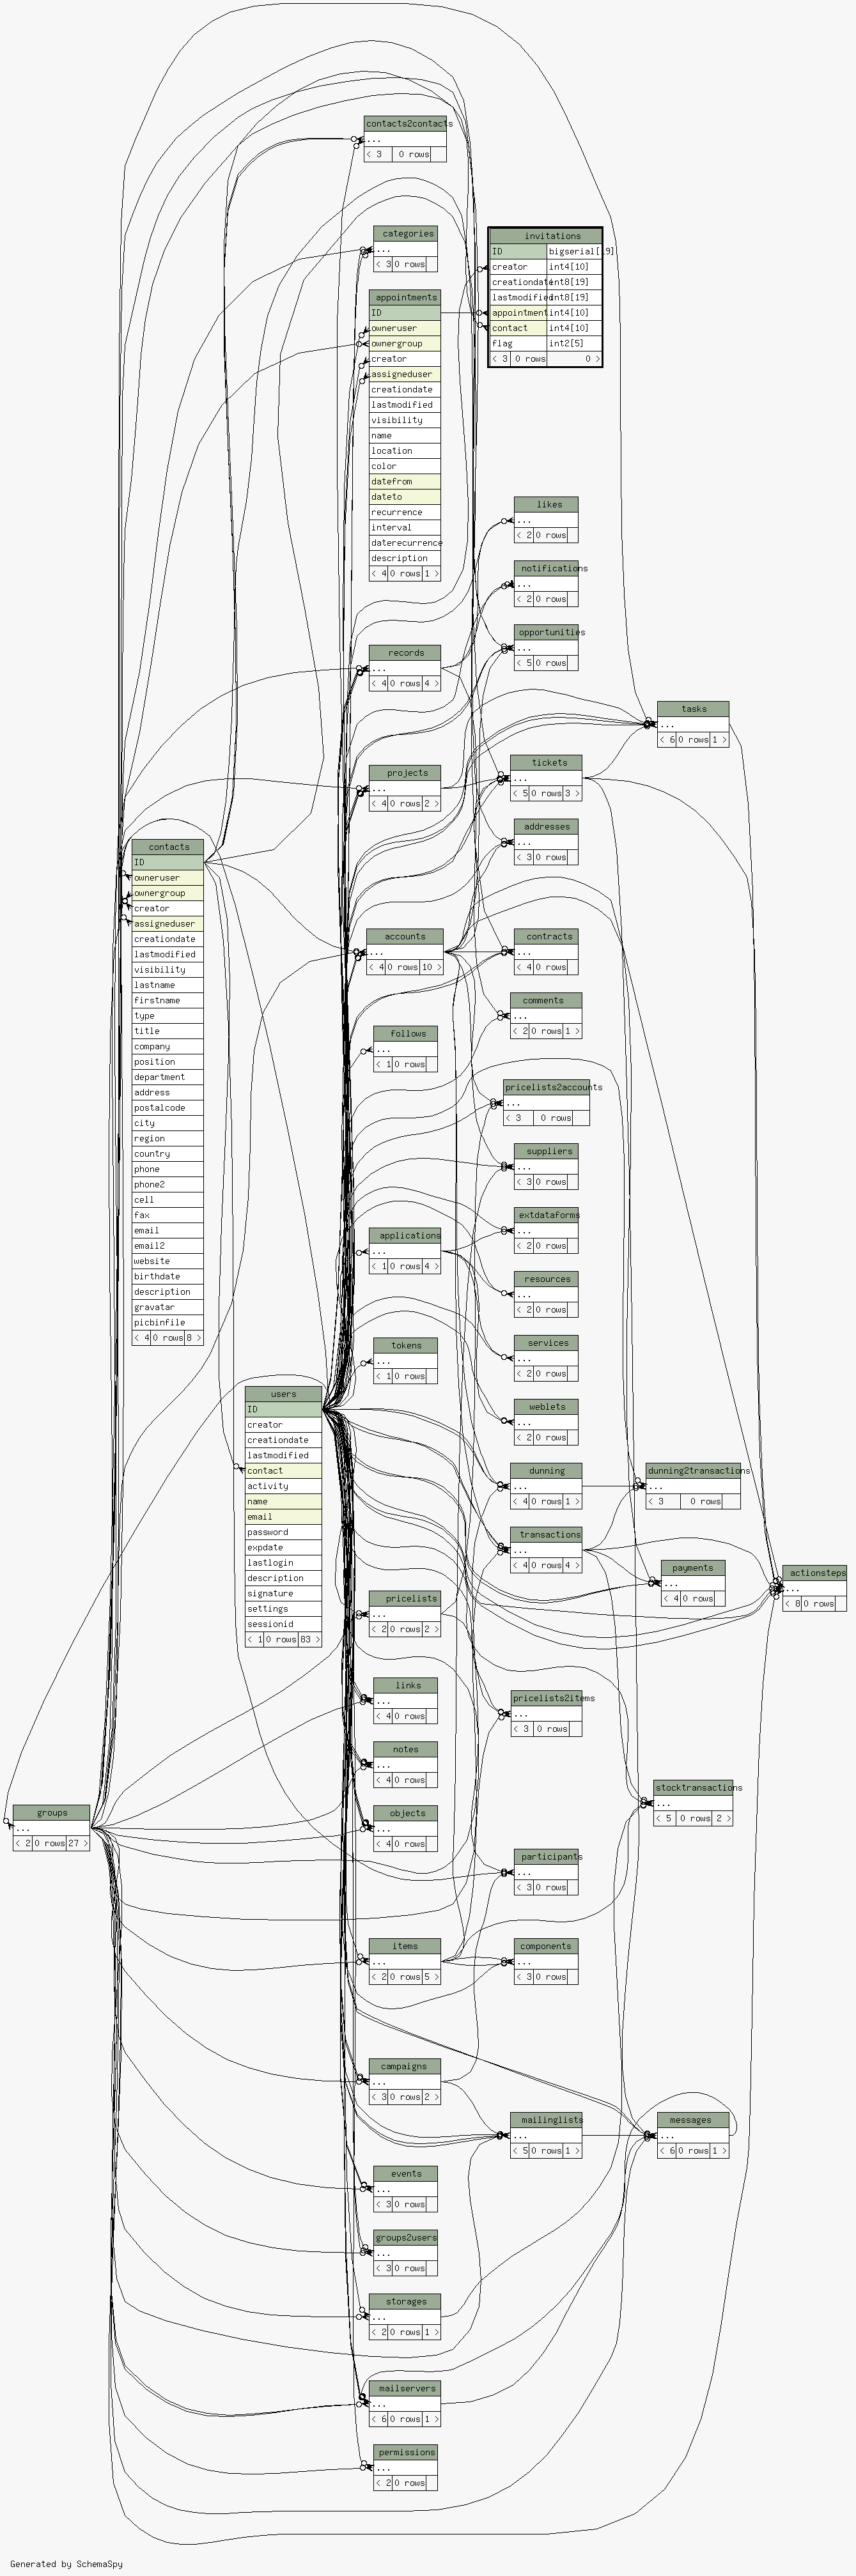 contacts2contacts
...
< 3 0 rows
categories
...
< 3 0 rows
invitations
ID bigserial[19]
creator int4[10]
creationdate int8[19]
lastmodified int8[19]
appointment int4[10]
contact int4[10]
flag int2[5]
< 3 0 rows 0 >
appointments
ID
owneruser
ownergroup
creator
assigneduser
creationdate
lastmodified
visibility
name
location
color
datefrom
dateto
recurrence
interval
daterecurrence
description
< 4 0 rows 1 >
likes
...
< 2 0 rows
notifications
...
< 2 0 rows
opportunities
...
< 5 0 rows
records
...
< 4 0 rows 4 >
tasks
...
< 6 0 rows 1 >
tickets
...
< 5 0 rows 3 >
projects
...
< 4 0 rows 2 >
addresses
...
< 3 0 rows
contacts
ID
owneruser
ownergroup
creator
assigneduser
creationdate
lastmodified
visibility
lastname
firstname
type
title
company
position
department
address
postalcode
city
region
country
phone
phone2
cell
fax
email
email2
website
birthdate
description
gravatar
picbinfile
< 4 0 rows 8 >
accounts
...
< 4 0 rows 10 >
contracts
...
< 4 0 rows
comments
...
< 2 0 rows 1 >
follows
...
< 1 0 rows
pricelists2accounts
...
< 3 0 rows
suppliers
...
< 3 0 rows
extdataforms
...
< 2 0 rows
applications
...
< 1 0 rows 4 >
resources
...
< 2 0 rows
services
...
< 2 0 rows
tokens
...
< 1 0 rows
weblets
...
< 2 0 rows
users
ID
creator
creationdate
lastmodified
contact
activity
name
email
password
expdate
lastlogin
description
signature
settings
sessionid
< 1 0 rows 83 >
dunning
...
< 4 0 rows 1 >
dunning2transactions
...
< 3 0 rows
transactions
...
< 4 0 rows 4 >
payments
...
< 4 0 rows
actionsteps
...
< 8 0 rows
pricelists
...
< 2 0 rows 2 >
links
...
< 4 0 rows
pricelists2items
...
< 3 0 rows
notes
...
< 4 0 rows
stocktransactions
...
< 5 0 rows 2 >
groups
...
< 2 0 rows 27 >
objects
...
< 4 0 rows
participants
...
< 3 0 rows
items
...
< 2 0 rows 5 >
components
...
< 3 0 rows
campaigns
...
< 3 0 rows 2 >
mailinglists
...
< 5 0 rows 1 >
messages
...
< 6 0 rows 1 >
events
...
< 3 0 rows
groups2users
...
< 3 0 rows
storages
...
< 2 0 rows 1 >
mailservers
...
< 6 0 rows 1 >
permissions
...
< 2 0 rows
Generated by SchemaSpy